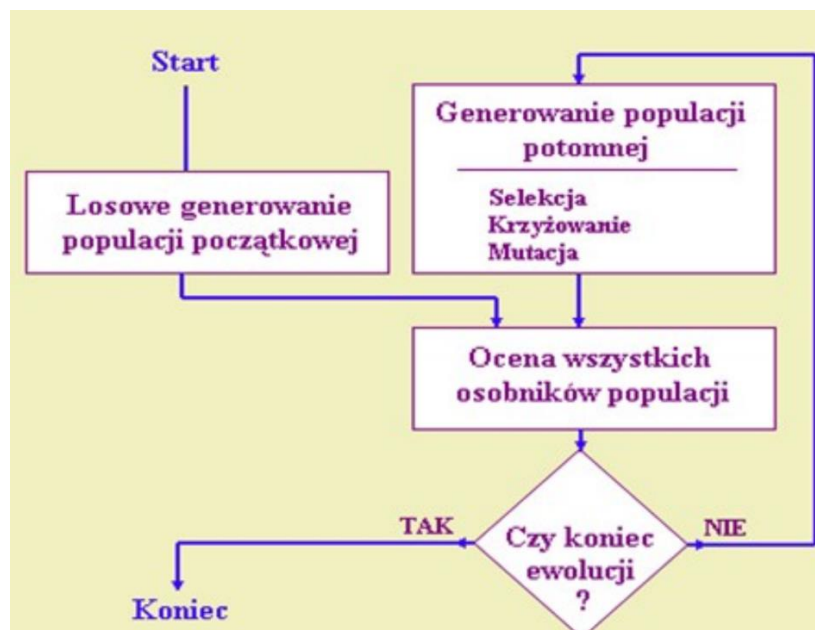 Start
Losowe generowanie
populacji początkowej
Generowanie populacji
potomnej
Selekcja
Krzyżowanie
Mutacja
Ocena wszystkich
osobników populacji
Czy koniec
ewolucji
?
TAK
NIE
Koniec